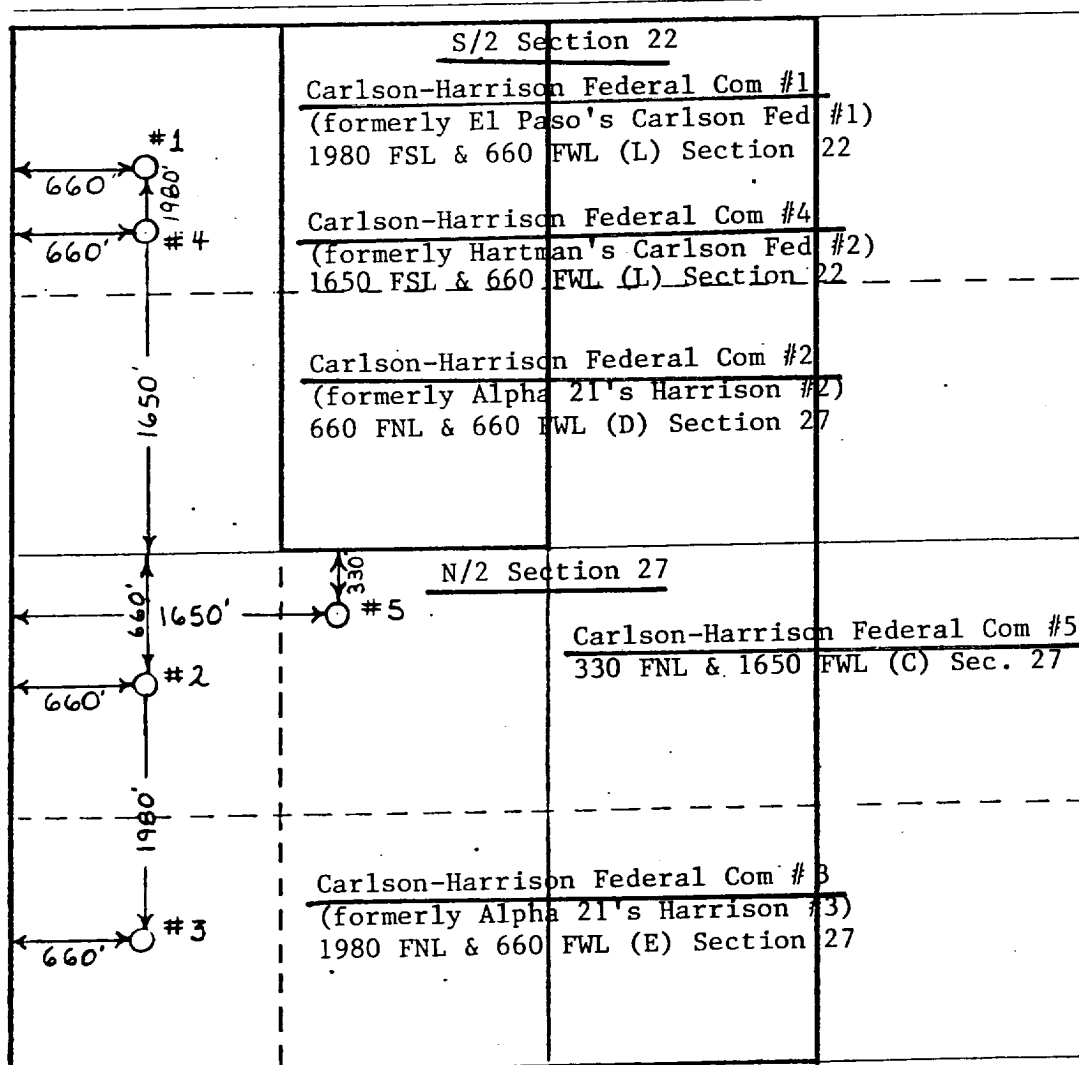 S/2 Section 22
Carlson-Harrison Federal Com #1
(formerly El Paso's Carlson Fed #1)
1980 FSL & 660 FWL (L) Section 22
#1
660'
1980'
Carlson-Harrison Federal Com #4
(formerly Hartman's Carlson Fed #2)
1650 FSL & 660 FWL (L) Section 22
#4
660'
1650'
Carlson-Harrison Federal Com #2
(formerly Alpha 21's Harrison #2)
660 FNL & 660 FWL (D) Section 27
N/2 Section 27
330'
660'
1650'
#5
Carlson-Harrison Federal Com #5
330 FNL & 1650 FWL (C) Sec. 27
#2
660'
1980'
Carlson-Harrison Federal Com #3
(formerly Alpha 21's Harrison #3)
1980 FNL & 660 FWL (E) Section 27
#3
660'